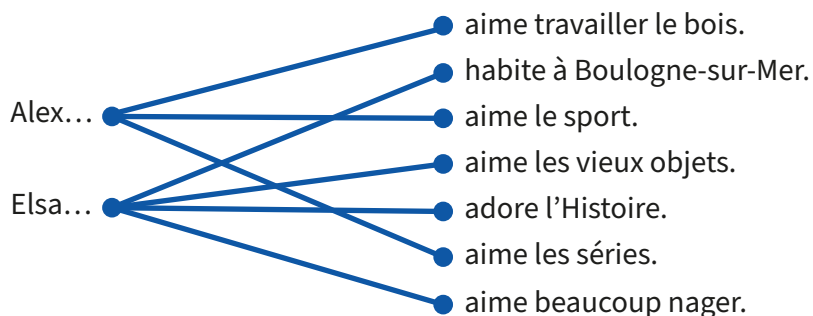 aime travailler le bois.
habite à Boulogne-sur-Mer.
Alex…
aime le sport.
aime les vieux objets.
Elsa…
adore l’Histoire.
aime les séries.
aime beaucoup nager.